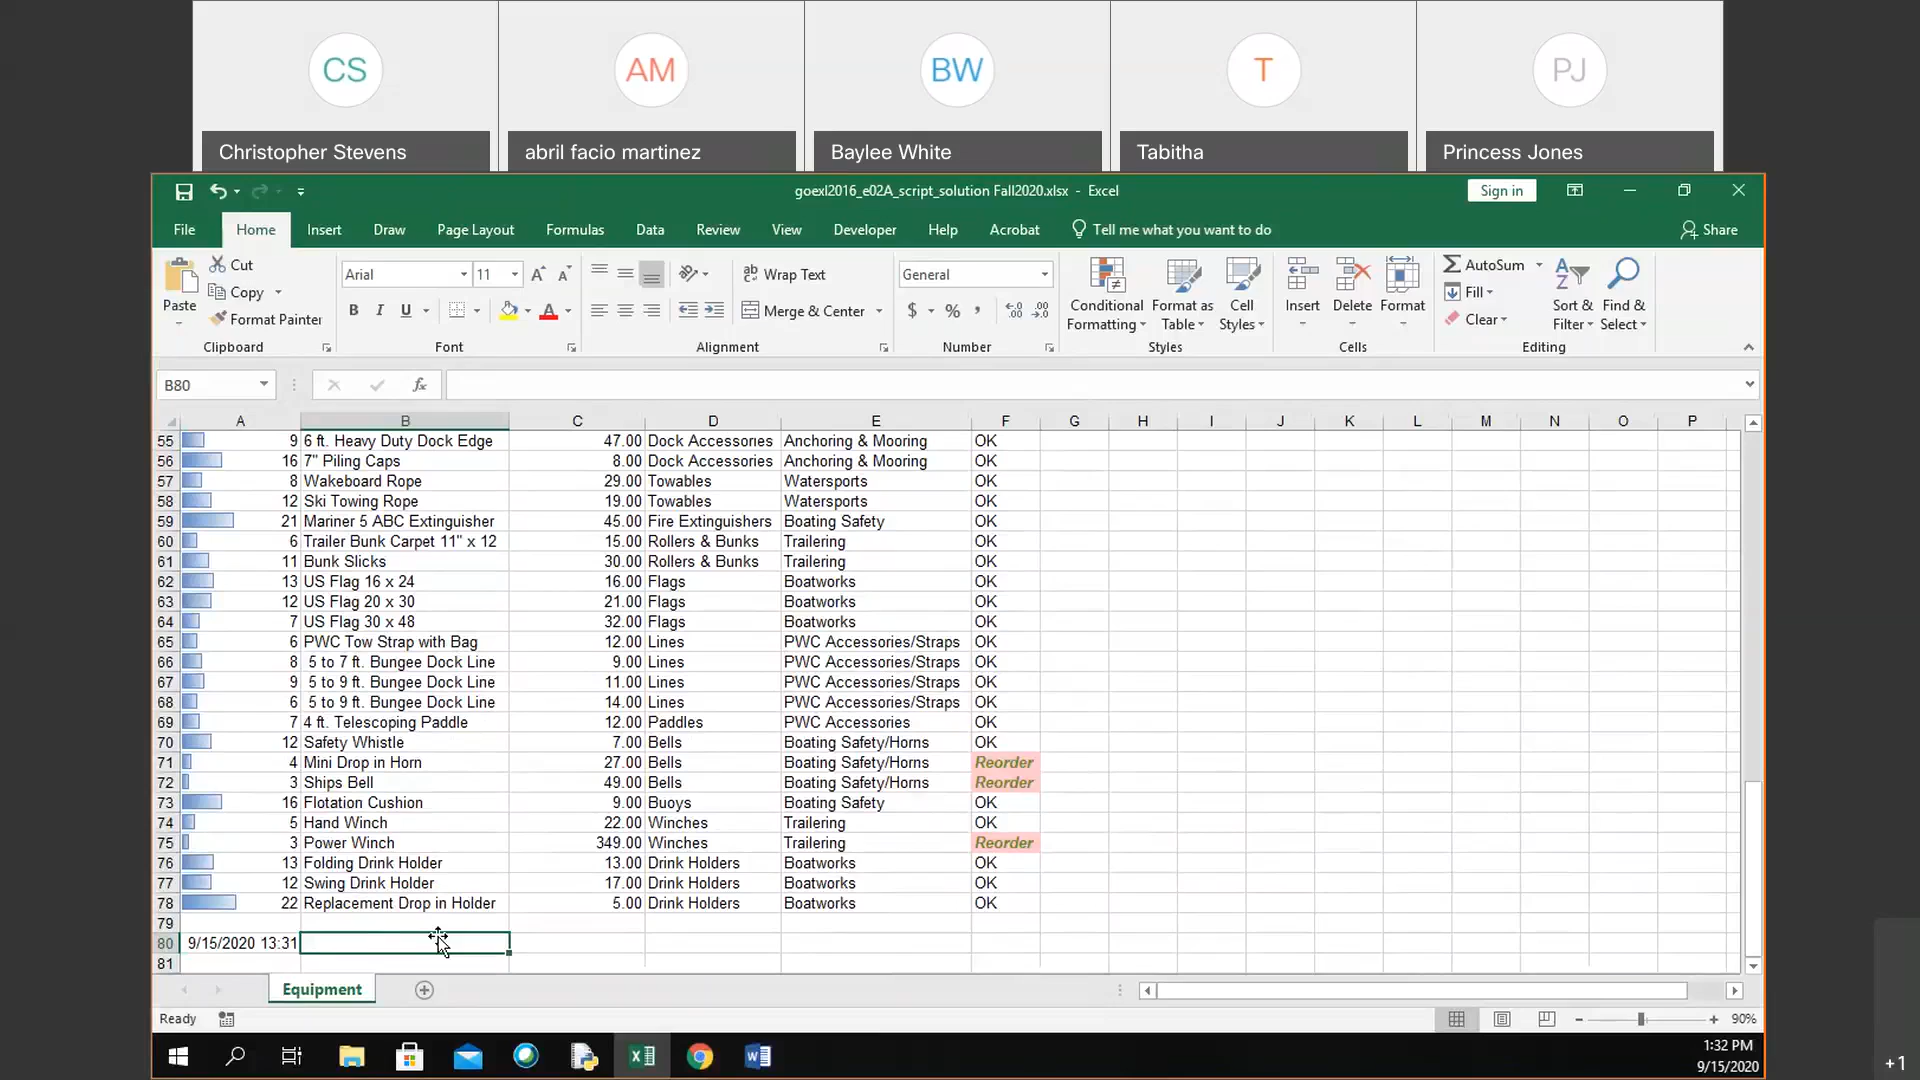 CS AM BW T PJ
Christopher Stevens abril facio martinez Baylee White Tabitha Princess Jones
goexl2016_e02A_script_solution Fall2020.xlsx - Excel Sign in
File Home Insert Draw Page Layout Formulas Data Review View Developer Help Acrobat Tell me what you want to do Share
Paste Cut Copy Format Painter Clipboard
Arial 11 B I U Font
Wrap Text Merge & Center Alignment
General $ % , Number
Conditional Formatting Format as Table Cell Styles Styles
Insert Delete Format Cells
AutoSum Fill Clear Sort & Filter Find & Select Editing
B80 fx
A B C D E F G H I J K L M N O P
55 9 6 ft. Heavy Duty Dock Edge 47.00 Dock Accessories Anchoring & Mooring OK
56 16 7" Piling Caps 8.00 Dock Accessories Anchoring & Mooring OK
57 8 Wakeboard Rope 29.00 Towables Watersports OK
58 12 Ski Towing Rope 19.00 Towables Watersports OK
59 21 Mariner 5 ABC Extinguisher 45.00 Fire Extinguishers Boating Safety OK
60 6 Trailer Bunk Carpet 11" x 12 15.00 Rollers & Bunks Trailering OK
61 11 Bunk Slicks 30.00 Rollers & Bunks Trailering OK
62 13 US Flag 16 x 24 16.00 Flags Boatworks OK
63 12 US Flag 20 x 30 21.00 Flags Boatworks OK
64 7 US Flag 30 x 48 32.00 Flags Boatworks OK
65 6 PWC Tow Strap with Bag 12.00 Lines PWC Accessories/Straps OK
66 8 5 to 7 ft. Bungee Dock Line 9.00 Lines PWC Accessories/Straps OK
67 9 5 to 9 ft. Bungee Dock Line 11.00 Lines PWC Accessories/Straps OK
68 6 5 to 9 ft. Bungee Dock Line 14.00 Lines PWC Accessories/Straps OK
69 7 4 ft. Telescoping Paddle 12.00 Paddles PWC Accessories OK
70 12 Safety Whistle 7.00 Bells Boating Safety/Horns OK
71 4 Mini Drop in Horn 27.00 Bells Boating Safety/Horns Reorder
72 3 Ships Bell 49.00 Bells Boating Safety/Horns Reorder
73 16 Flotation Cushion 9.00 Buoys Boating Safety OK
74 5 Hand Winch 22.00 Winches Trailering OK
75 3 Power Winch 349.00 Winches Trailering Reorder
76 13 Folding Drink Holder 13.00 Drink Holders Boatworks OK
77 12 Swing Drink Holder 17.00 Drink Holders Boatworks OK
78 22 Replacement Drop in Holder 5.00 Drink Holders Boatworks OK
79
80 9/15/2020 13:31
81
Equipment
Ready 90%
1:32 PM
9/15/2020
+1